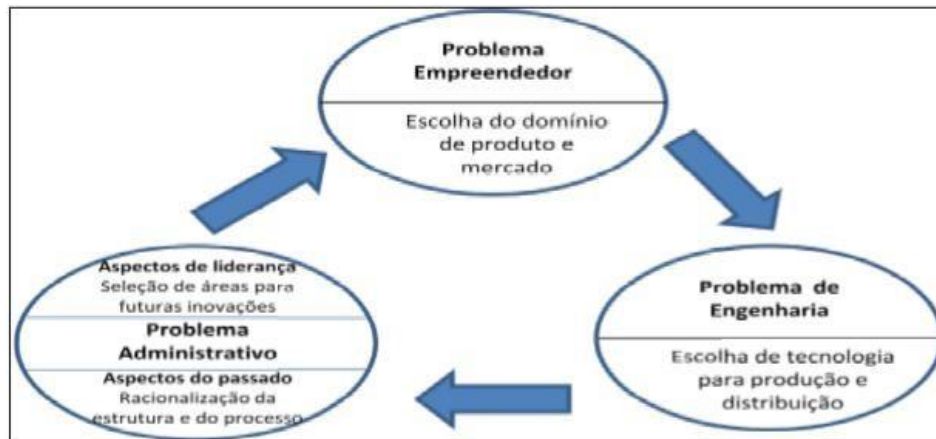 Problema
Empreendedor
Escolha do domínio
de produto e
mercado
Aspectos de liderança
Seleção de áreas para
futuras inovações
Problema
Administrativo
Aspectos do passado
Racionalização da
estrutura e do processo
Problema de
Engenharia
Escolha de tecnologia
para produção e
distribuição